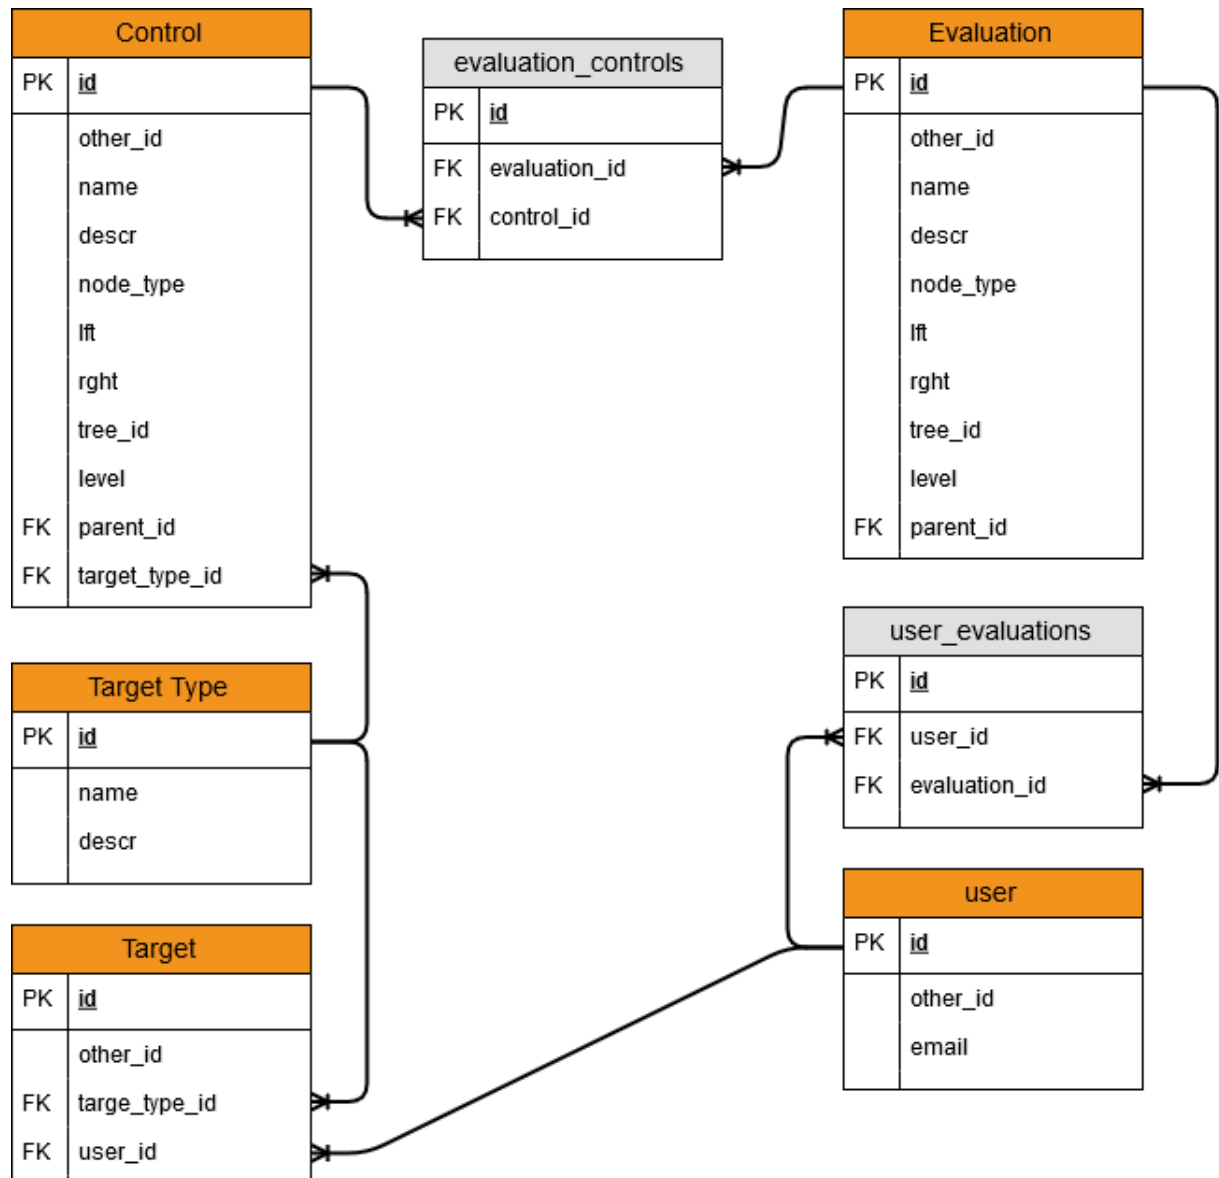 Control
PK id
other_id
name
descr
node_type
lft
rght
tree_id
level
FK parent_id
FK target_type_id
evaluation_controls
PK id
FK evaluation_id
FK control_id
Evaluation
PK id
other_id
name
descr
node_type
lft
rght
tree_id
level
FK parent_id
Target Type
PK id
name
descr
user_evaluations
PK id
FK user_id
FK evaluation_id
Target
PK id
other_id
FK targe_type_id
FK user_id
user
PK id
other_id
email